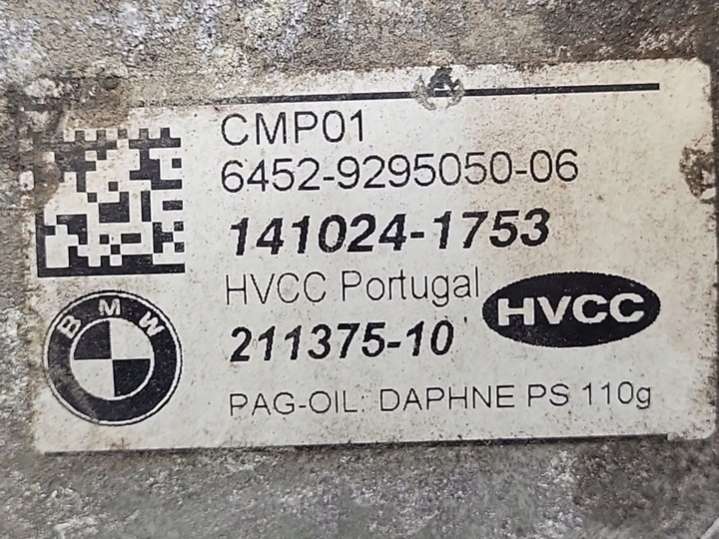 CMP01
6452-9295050-06
141024-1753
HVCC Portugal
HVCC
BMW
211375-10
PAG-OIL: DAPHNE PS 110g